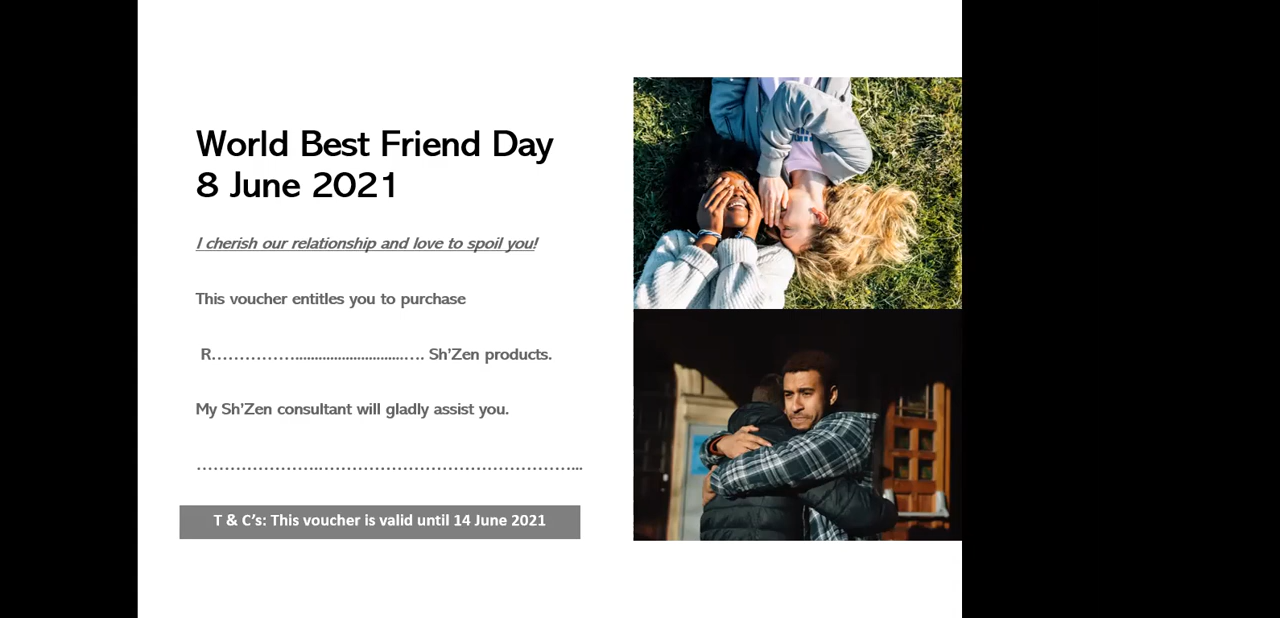 World Best Friend Day
8 June 2021
I cherish our relationship and love to spoil you!
This voucher entitles you to purchase
R……………............................…. Sh’Zen products.
My Sh’Zen consultant will gladly assist you.
………………….……………………………………...
T & C’s: This voucher is valid until 14 June 2021